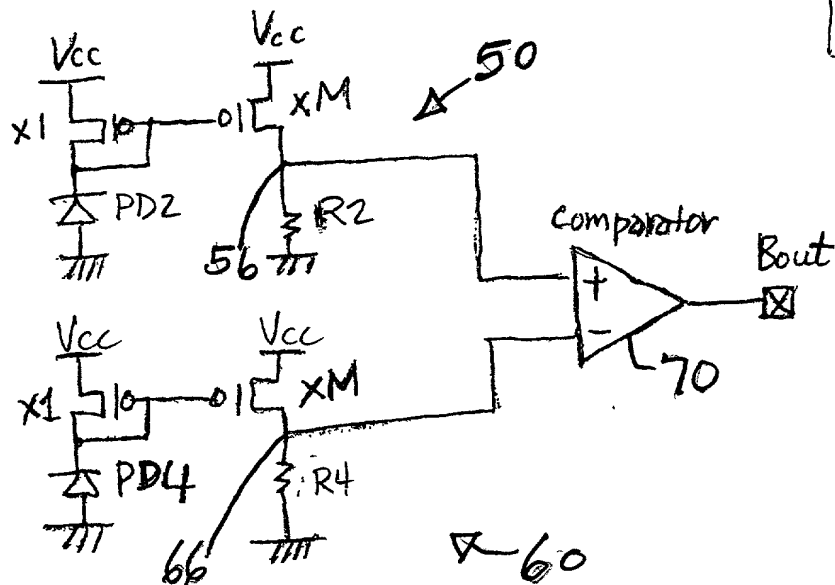 Vcc
Vcc
50
x1
xM
PD2
R2
56
Comparator
+
-
Bout
70
Vcc
Vcc
x1
xM
PD4
R4
66
60